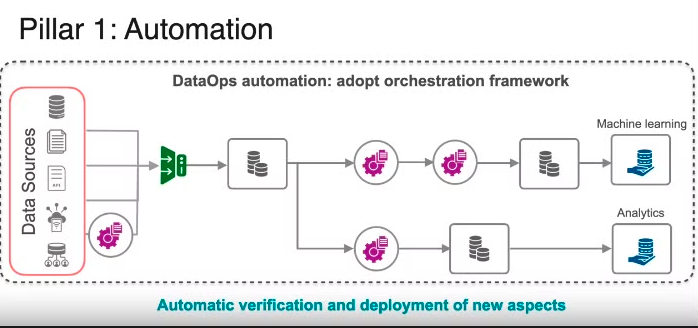 Pillar 1: Automation
DataOps automation: adopt orchestration framework
Data Sources
API
Machine learning
Analytics
Automatic verification and deployment of new aspects